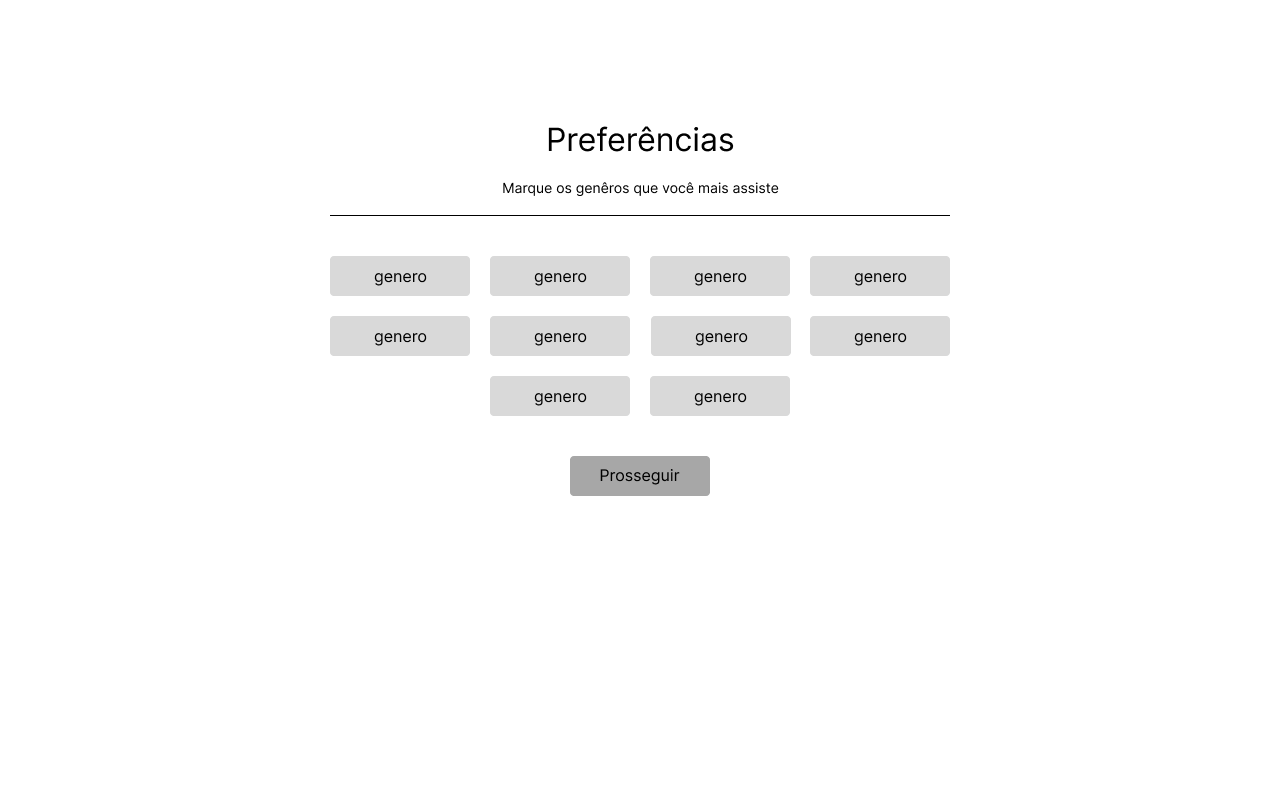 Preferências
Marque os genêros que você mais assiste
genero genero genero genero
genero genero genero genero
genero genero
Prosseguir